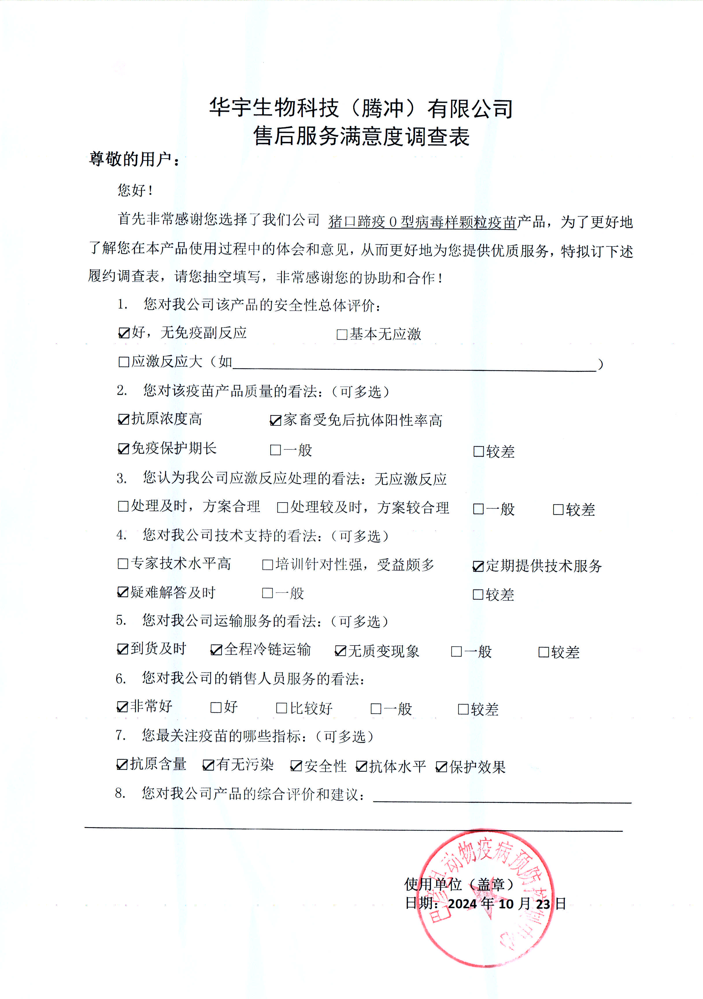 华宇生物科技（腾冲）有限公司
售后服务满意度调查表
尊敬的用户：
您好！
首先非常感谢您选择了我们公司 猪口蹄疫O型病毒样颗粒疫苗产品，为了更好地
了解您在本产品使用过程中的体会和意见，从而更好地为您提供优质服务，特拟订下述
履约调查表，请您抽空填写，非常感谢您的协助和合作！
1. 您对我公司该产品的安全性总体评价：
☑好，无免疫副反应 □基本无应激
□应激反应大（如 ）
2. 您对该疫苗产品质量的看法：（可多选）
☑抗原浓度高 ☑家畜受免后抗体阳性率高
☑免疫保护期长 □一般 □较差
3. 您认为我公司应激反应处理的看法：无应激反应
□处理及时，方案合理 □处理较及时，方案较合理 □一般 □较差
4. 您对我公司技术支持的看法：（可多选）
□专家技术水平高 □培训针对性强，受益颇多 ☑定期提供技术服务
☑疑难解答及时 □一般 □较差
5. 您对我公司运输服务的看法：（可多选）
☑到货及时 ☑全程冷链运输 ☑无质变现象 □一般 □较差
6. 您对我公司的销售人员服务的看法：
☑非常好 □好 □比较好 □一般 □较差
7. 您最关注疫苗的哪些指标：（可多选）
☑抗原含量 ☑有无污染 ☑安全性 ☑抗体水平 ☑保护效果
8. 您对我公司产品的综合评价和建议：
使用单位（盖章）
日期：2024年10月23日
巴彦县动物疫病预防控制中心